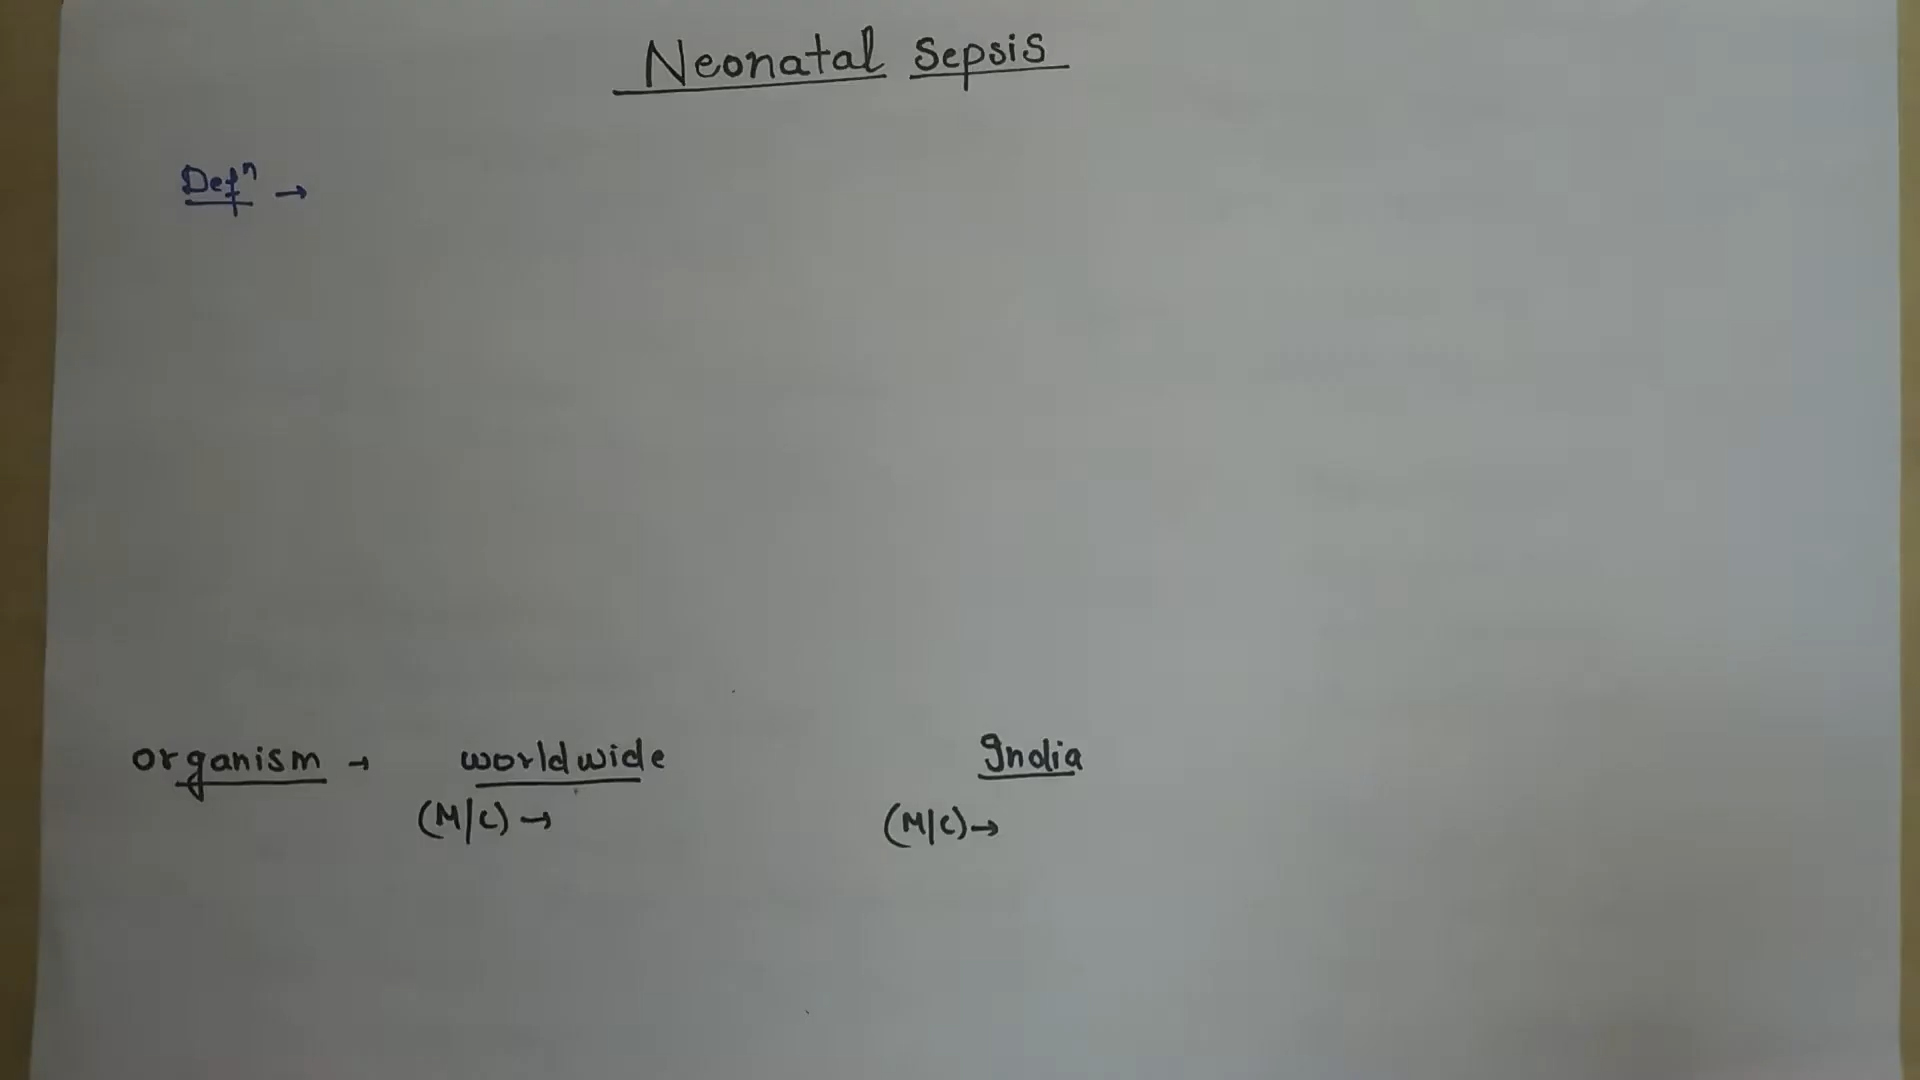 Neonatal sepsis
Defⁿ →
organism → worldwide India
(M/C) → (M/C) →